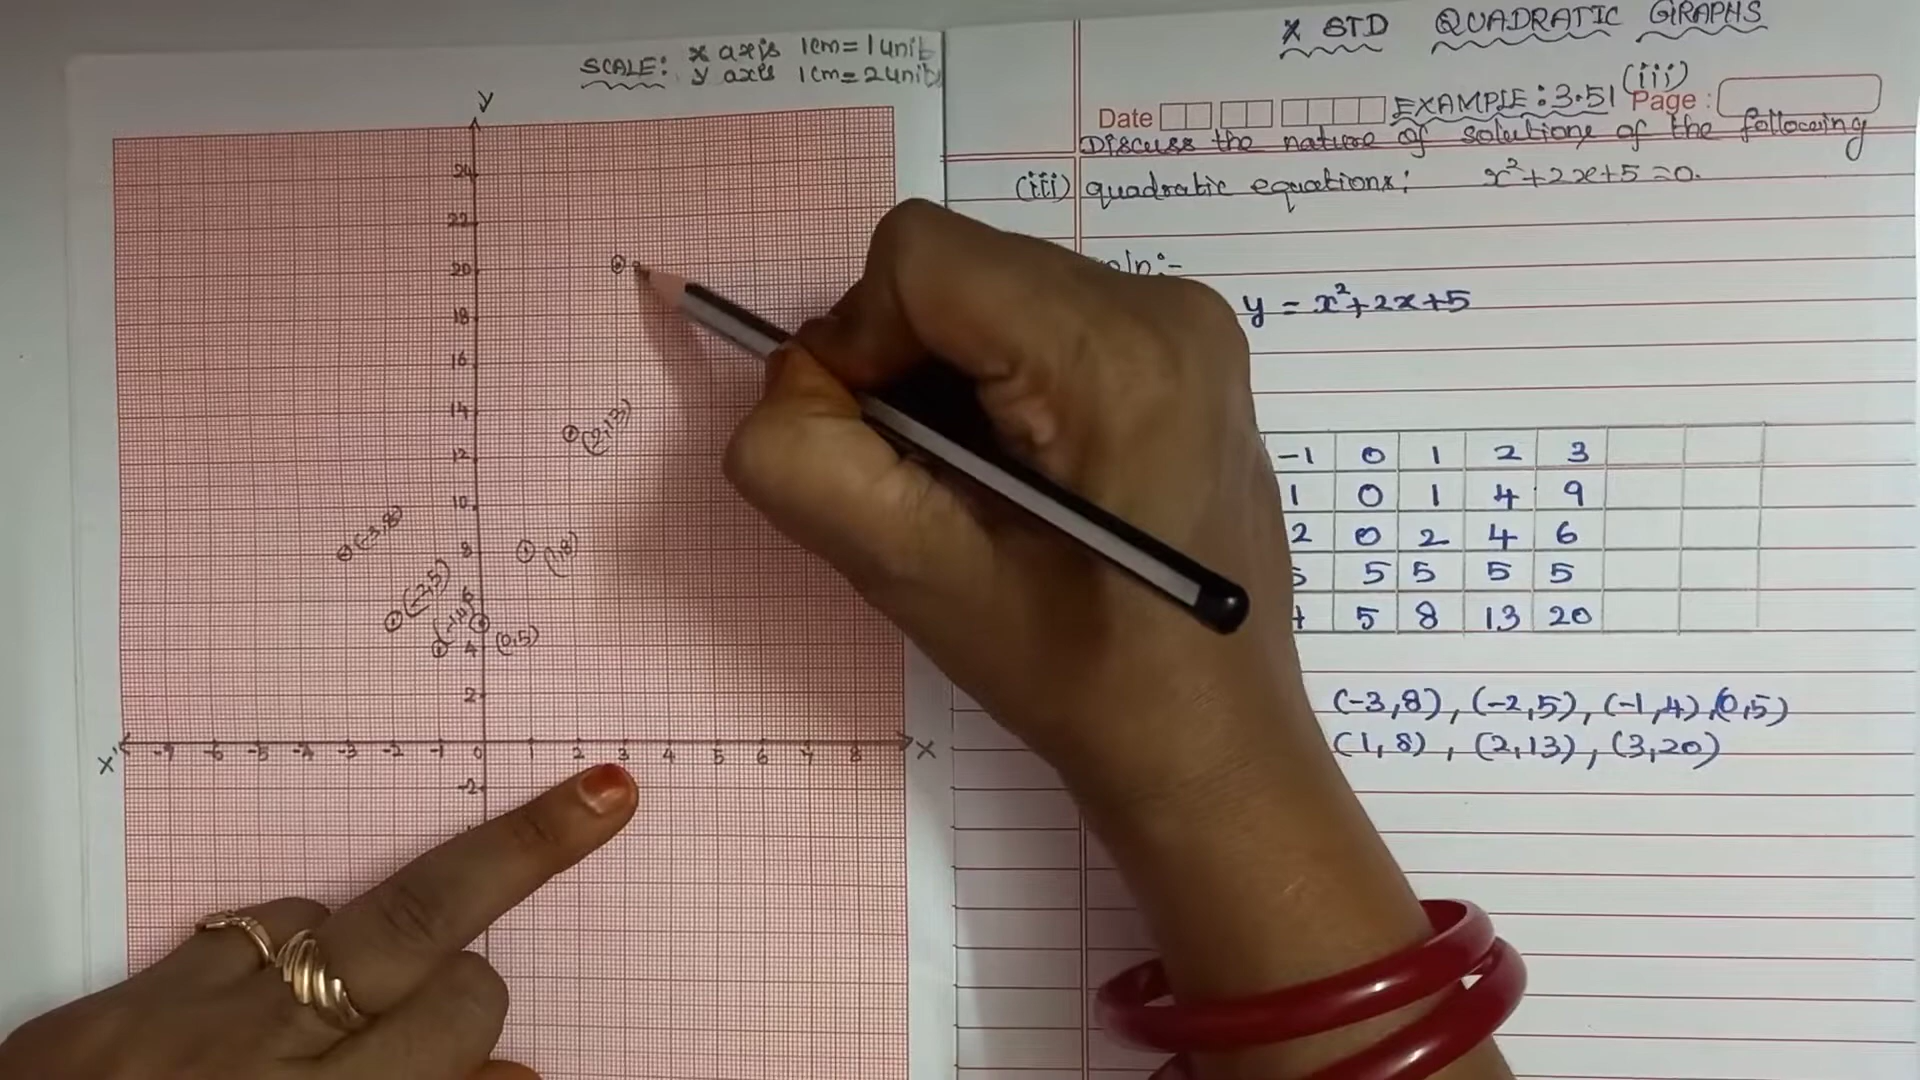 SCALE: x axis 1cm = 1 unit
y axis 1cm = 2 unit
Y
24
22
20
18
16
14
12
10
8
6
4
2
-2
X'
-7 -6 -5 -4 -3 -2 -1 0 1 2 3 4 5 6 7 8
X
(2,13)
(-3,8)
(1,8)
(-2,5)
(0,5)
X STD QUADRATIC GRAPHS
Date EXAMPLE: 3.51 (iii) Page :
Discuss the nature of solutions of the following
(iii) quadratic equations: x²+2x+5=0.
y = x²+2x+5
-1 0 1 2 3
1 0 1 4 9
2 0 2 4 6
5 5 5 5
5 8 13 20
(-3,8), (-2,5), (-1,4), (0,5)
(1,8), (2,13), (3,20)